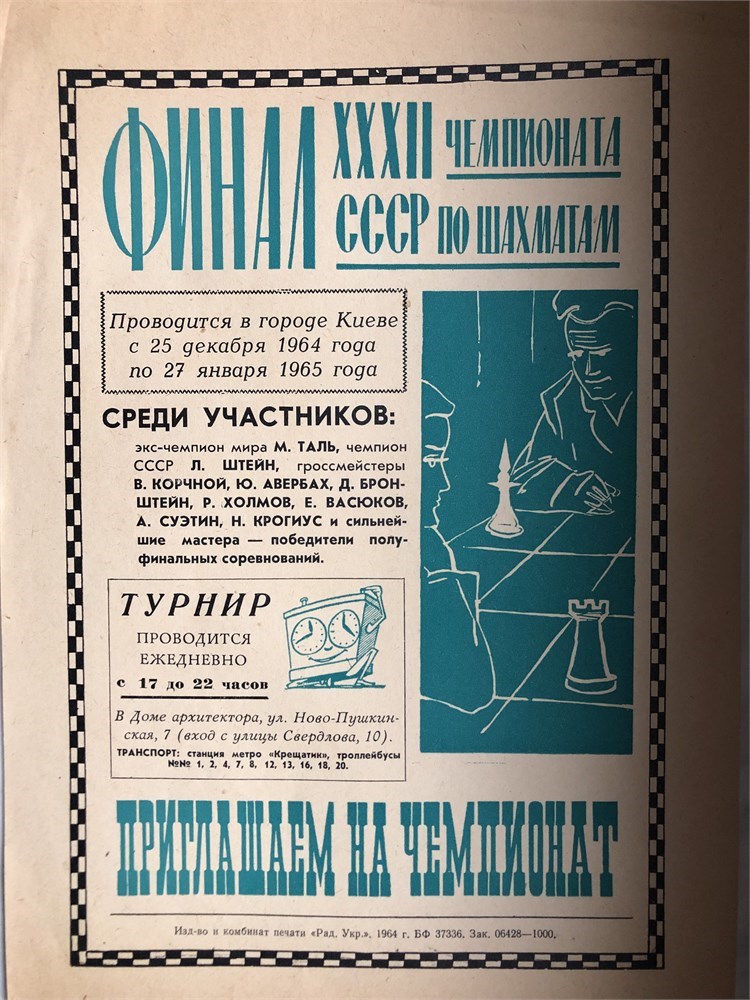 ФИНАЛ
XXXII ЧЕМПИОНАТА
СССР ПО ШАХМАТАМ
Проводится в городе Киеве
с 25 декабря 1964 года
по 27 января 1965 года
СРЕДИ УЧАСТНИКОВ:
экс-чемпион мира М. ТАЛЬ, чемпион
СССР Л. ШТЕЙН, гроссмейстеры
В. КОРЧНОЙ, Ю. АВЕРБАХ, Д. БРОН-
ШТЕЙН, Р. ХОЛМОВ, Е. ВАСЮКОВ,
А. СУЭТИН, Н. КРОГИУС и сильней-
шие мастера — победители полу-
финальных соревнований.
ТУРНИР
ПРОВОДИТСЯ
ЕЖЕДНЕВНО
с 17 до 22 часов
В Доме архитектора, ул. Ново-Пушкин-
ская, 7 (вход с улицы Свердлова, 10).
ТРАНСПОРТ: станция метро «Крещатик», троллейбусы
№№ 1, 2, 4, 7, 8, 12, 13, 16, 18, 20.
ПРИГЛАШАЕМ НА ЧЕМПИОНАТ
Изд-во и комбинат печати «Рад. Укр.», 1964 г. БФ 37336. Зак. 06428—1000.